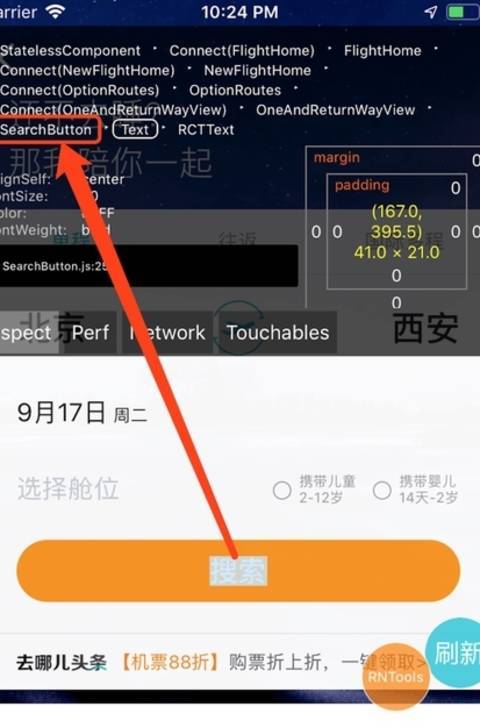 arrier 10:24 PM
StatelessComponent ‣ Connect(FlightHome) ‣ FlightHome ‣
Connect(NewFlightHome) ‣ NewFlightHome ‣
Connect(OptionRoutes) ‣ OptionRoutes ‣
Connect(OneAndReturnWayView) ‣ OneAndReturnWayView ‣
SearchButton ‣ Text ‣ RCTText
那我陪你一起
margin 0
ignSelf: center
padding 0
ontSize:
(167.0,
olor:
ontWeight:
0 0 395.5) 0 0
41.0 × 21.0
往返
SearchButton.js:25
0
0
spect Perf Network Touchables
北京 西安
9月17日 周二
选择舱位
携带儿童
2-12岁
携带婴儿
14天-2岁
搜索
刷新
去哪儿头条 【机票88折】购票折上折，一键领取>
RNTools